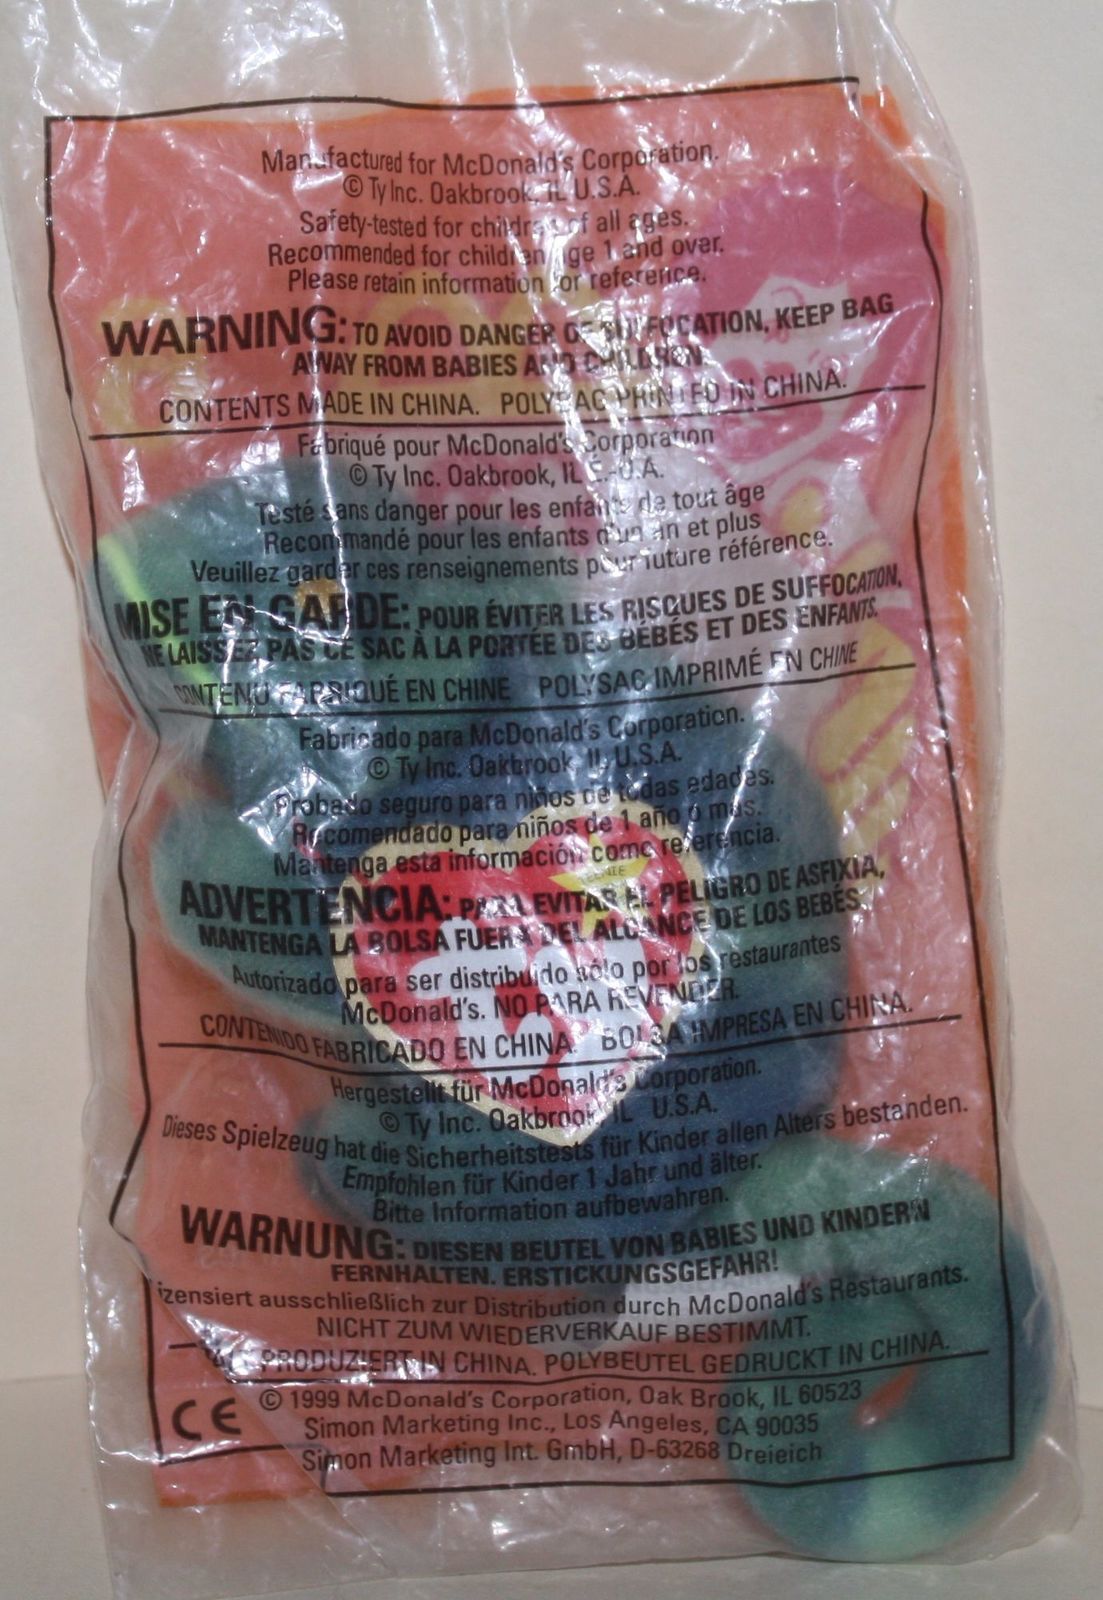 Manufactured for McDonald's Corporation.
© Ty Inc. Oakbrook, IL U.S.A.
Safety-tested for children of all ages.
Recommended for children age 1 and over.
Please retain information for reference.
WARNING: TO AVOID DANGER OF SUFFOCATION, KEEP BAG
AWAY FROM BABIES AND CHILDREN.
CONTENTS MADE IN CHINA. POLYBAG PRINTED IN CHINA.
Fabriqué pour McDonald's Corporation
© Ty Inc. Oakbrook, IL É.-U.A.
Testé sans danger pour les enfants de tout âge
Recommandé pour les enfants d'un an et plus
Veuillez garder ces renseignements pour future référence.
MISE EN GARDE: POUR ÉVITER LES RISQUES DE SUFFOCATION,
NE LAISSEZ PAS CE SAC À LA PORTÉE DES BÉBÉS ET DES ENFANTS.
CONTENU FABRIQUÉ EN CHINE POLYSAC IMPRIMÉ EN CHINE
Fabricado para McDonald's Corporation.
© Ty Inc. Oakbrook, IL U.S.A.
Probado seguro para niños de todas edades.
Recomendado para niños de 1 año ó mas.
Mantenga esta información como referencia.
ADVERTENCIA: PARA EVITAR EL PELIGRO DE ASFIXIA,
MANTENGA LA BOLSA FUERA DEL ALCANCE DE LOS BEBÉS.
Autorizado para ser distribuido sólo por los restaurantes
McDonald's. NO PARA REVENDER.
CONTENIDO FABRICADO EN CHINA. BOLSA IMPRESA EN CHINA.
Hergestellt für McDonald's Corporation.
© Ty Inc. Oakbrook, IL U.S.A.
Dieses Spielzeug hat die Sicherheitstests für Kinder allen Alters bestanden.
Empfohlen für Kinder 1 Jahr und älter.
Bitte Information aufbewahren.
WARNUNG: DIESEN BEUTEL VON BABIES UND KINDERN
FERNHALTEN. ERSTICKUNGSGEFAHR!
izensiert ausschließlich zur Distribution durch McDonald's Restaurants.
NICHT ZUM WIEDERVERKAUF BESTIMMT.
PRODUZIERT IN CHINA. POLYBEUTEL GEDRUCKT IN CHINA.
CE © 1999 McDonald's Corporation, Oak Brook, IL 60523
Simon Marketing Inc., Los Angeles, CA 90035
Simon Marketing Int. GmbH, D-63268 Dreieich
TEENIE
ty